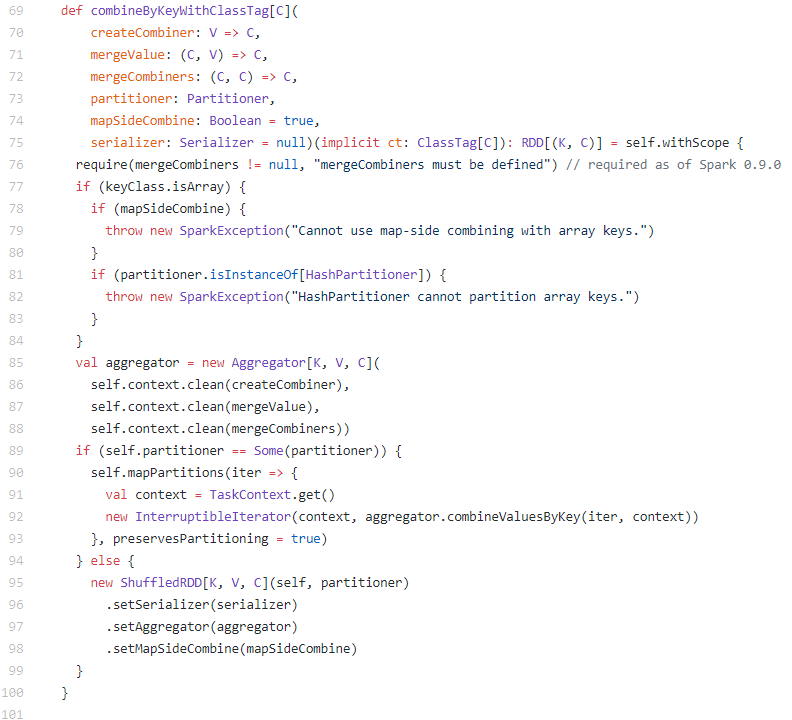 69 def combineByKeyWithClassTag[C](
70 createCombiner: V => C,
71 mergeValue: (C, V) => C,
72 mergeCombiners: (C, C) => C,
73 partitioner: Partitioner,
74 mapSideCombine: Boolean = true,
75 serializer: Serializer = null)(implicit ct: ClassTag[C]): RDD[(K, C)] = self.withScope {
76 require(mergeCombiners != null, "mergeCombiners must be defined") // required as of Spark 0.9.0
77 if (keyClass.isArray) {
78 if (mapSideCombine) {
79 throw new SparkException("Cannot use map-side combining with array keys.")
80 }
81 if (partitioner.isInstanceOf[HashPartitioner]) {
82 throw new SparkException("HashPartitioner cannot partition array keys.")
83 }
84 }
85 val aggregator = new Aggregator[K, V, C](
86 self.context.clean(createCombiner),
87 self.context.clean(mergeValue),
88 self.context.clean(mergeCombiners))
89 if (self.partitioner == Some(partitioner)) {
90 self.mapPartitions(iter => {
91 val context = TaskContext.get()
92 new InterruptibleIterator(context, aggregator.combineValuesByKey(iter, context))
93 }, preservesPartitioning = true)
94 } else {
95 new ShuffledRDD[K, V, C](self, partitioner)
96 .setSerializer(serializer)
97 .setAggregator(aggregator)
98 .setMapSideCombine(mapSideCombine)
99 }
100 }
101